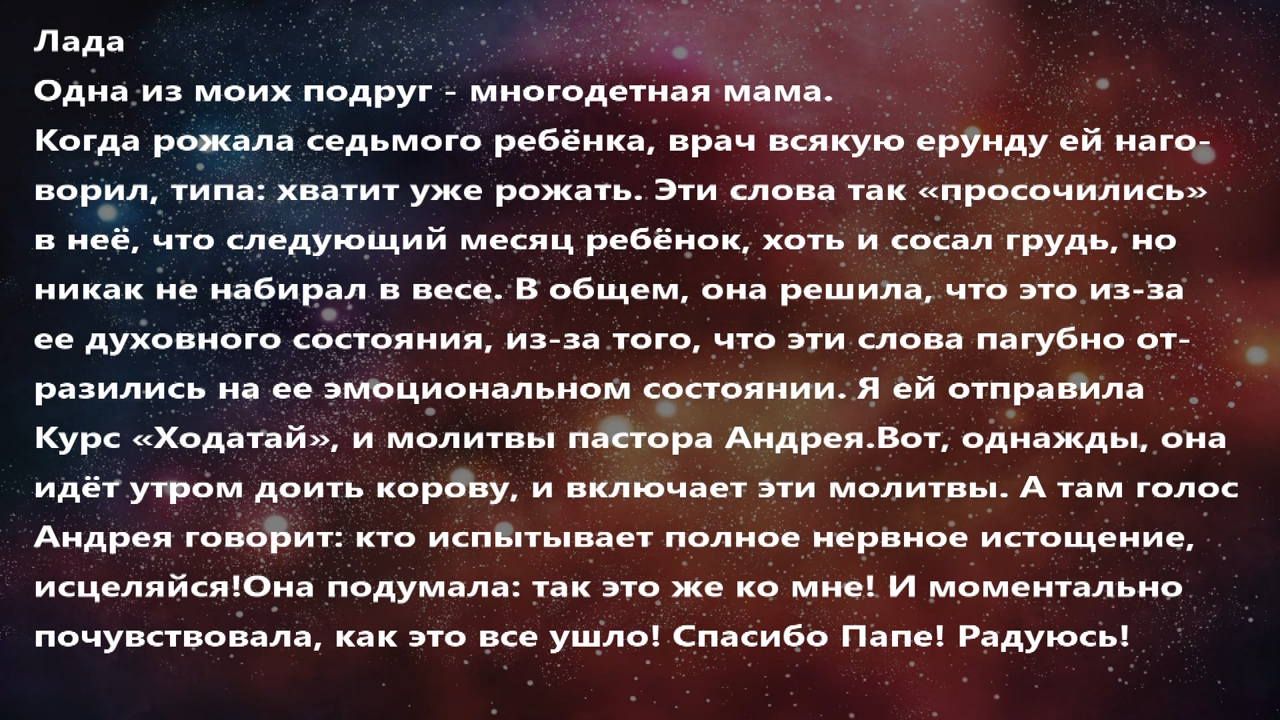 Лада
Одна из моих подруг - многодетная мама.
Когда рожала седьмого ребёнка, врач всякую ерунду ей наго-
ворил, типа: хватит уже рожать. Эти слова так «просочились»
в неё, что следующий месяц ребёнок, хоть и сосал грудь, но
никак не набирал в весе. В общем, она решила, что это из-за
ее духовного состояния, из-за того, что эти слова пагубно от-
разились на ее эмоциональном состоянии. Я ей отправила
Курс «Ходатай», и молитвы пастора Андрея.Вот, однажды, она
идёт утром доить корову, и включает эти молитвы. А там голос
Андрея говорит: кто испытывает полное нервное истощение,
исцеляйся!Она подумала: так это же ко мне! И моментально
почувствовала, как это все ушло! Спасибо Папе! Радуюсь!